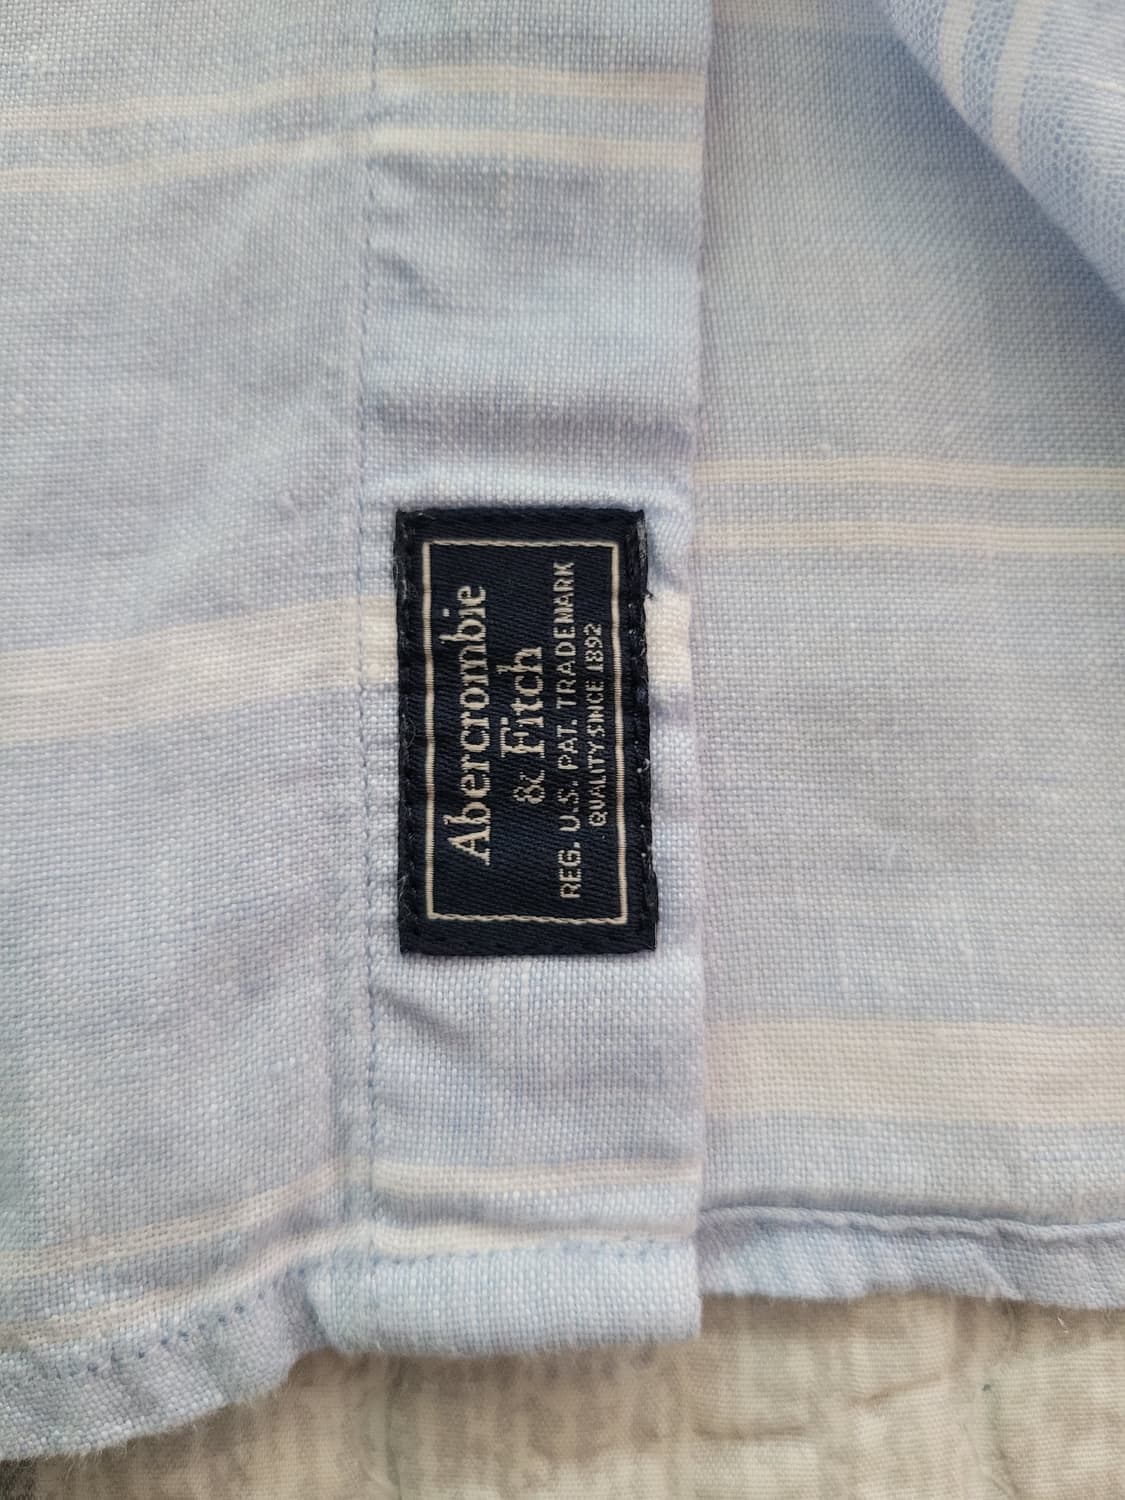 Abercrombie
& Fitch
REG. U.S. PAT. TRADEMARK
QUALITY SINCE 1892